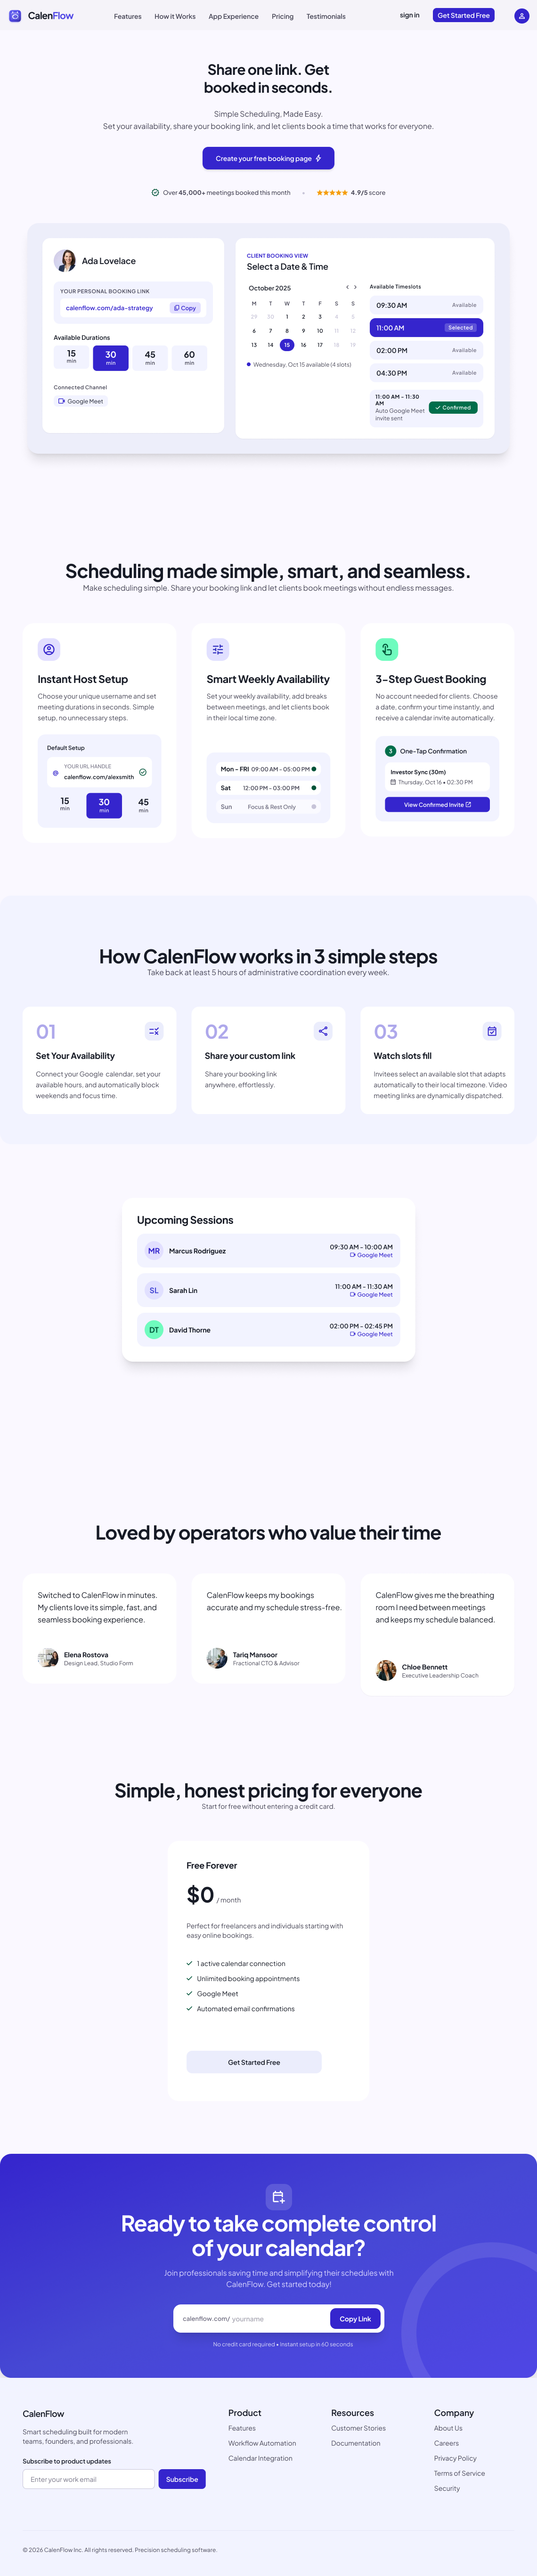 CalenFlow
Features How it Works App Experience Pricing Testimonials
sign in
Get Started Free
Share one link. Get
booked in seconds.
Simple Scheduling, Made Easy.
Set your availability, share your booking link, and let clients book a time that works for everyone.
Create your free booking page
Over 45,000+ meetings booked this month
4.9/5 score
Ada Lovelace
YOUR PERSONAL BOOKING LINK
calenflow.com/ada-strategy
Copy
Available Durations
15 30 45 60
min min min min
Connected Channel
Google Meet
CLIENT BOOKING VIEW
Select a Date & Time
October 2025
M T W T F S S
29 30 1 2 3 4 5
6 7 8 9 10 11 12
13 14 15 16 17 18 19
Wednesday, Oct 15 available (4 slots)
Available Timeslots
09:30 AM Available
11:00 AM Selected
02:00 PM Available
04:30 PM Available
11:00 AM - 11:30
AM
Auto Google Meet
invite sent
Confirmed
Scheduling made simple, smart, and seamless.
Make scheduling simple. Share your booking link and let clients book meetings without endless messages.
Instant Host Setup
Choose your unique username and set
meeting durations in seconds. Simple
setup, no unnecessary steps.
Default Setup
@
YOUR URL HANDLE
calenflow.com/alexsmith
15 30 45
min min min
Smart Weekly Availability
Set your weekly availability, add breaks
between meetings, and let clients book
in their local time zone.
Mon - FRI 09:00 AM - 05:00 PM
Sat 12:00 PM - 03:00 PM
Sun Focus & Rest Only
3-Step Guest Booking
No account needed for clients. Choose
a date, confirm your time instantly, and
receive a calendar invite automatically.
3 One-Tap Confirmation
Investor Sync (30m)
Thursday, Oct 16 • 02:30 PM
View Confirmed Invite
How CalenFlow works in 3 simple steps
Take back at least 5 hours of administrative coordination every week.
01
Set Your Availability
Connect your Google calendar, set your
available hours, and automatically block
weekends and focus time.
02
Share your custom link
Share your booking link
anywhere, effortlessly.
03
Watch slots fill
Invitees select an available slot that adapts
automatically to their local timezone. Video
meeting links are dynamically dispatched.
Upcoming Sessions
MR Marcus Rodriguez
09:30 AM - 10:00 AM
Google Meet
SL Sarah Lin
11:00 AM - 11:30 AM
Google Meet
DT David Thorne
02:00 PM - 02:45 PM
Google Meet
Loved by operators who value their time
Switched to CalenFlow in minutes.
My clients love its simple, fast, and
seamless booking experience.
Elena Rostova
Design Lead, Studio Form
CalenFlow keeps my bookings
accurate and my schedule stress-free.
Tariq Mansoor
Fractional CTO & Advisor
CalenFlow gives me the breathing
room I need between meetings
and keeps my schedule balanced.
Chloe Bennett
Executive Leadership Coach
Simple, honest pricing for everyone
Start for free without entering a credit card.
Free Forever
$0 / month
Perfect for freelancers and individuals starting with
easy online bookings.
1 active calendar connection
Unlimited booking appointments
Google Meet
Automated email confirmations
Get Started Free
Ready to take complete control
of your calendar?
Join professionals saving time and simplifying their schedules with
CalenFlow. Get started today!
calenflow.com/ yourname
Copy Link
No credit card required • Instant setup in 60 seconds
CalenFlow
Smart scheduling built for modern
teams, founders, and professionals.
Subscribe to product updates
Enter your work email
Subscribe
Product
Features
Workflow Automation
Calendar Integration
Resources
Customer Stories
Documentation
Company
About Us
Careers
Privacy Policy
Terms of Service
Security
© 2026 CalenFlow Inc. All rights reserved. Precision scheduling software.